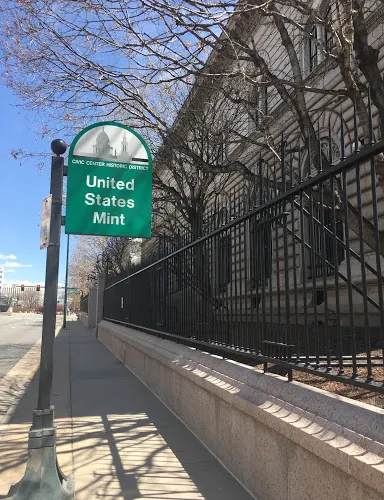 CIVIC CENTER HISTORIC DISTRICT
United
States
Mint